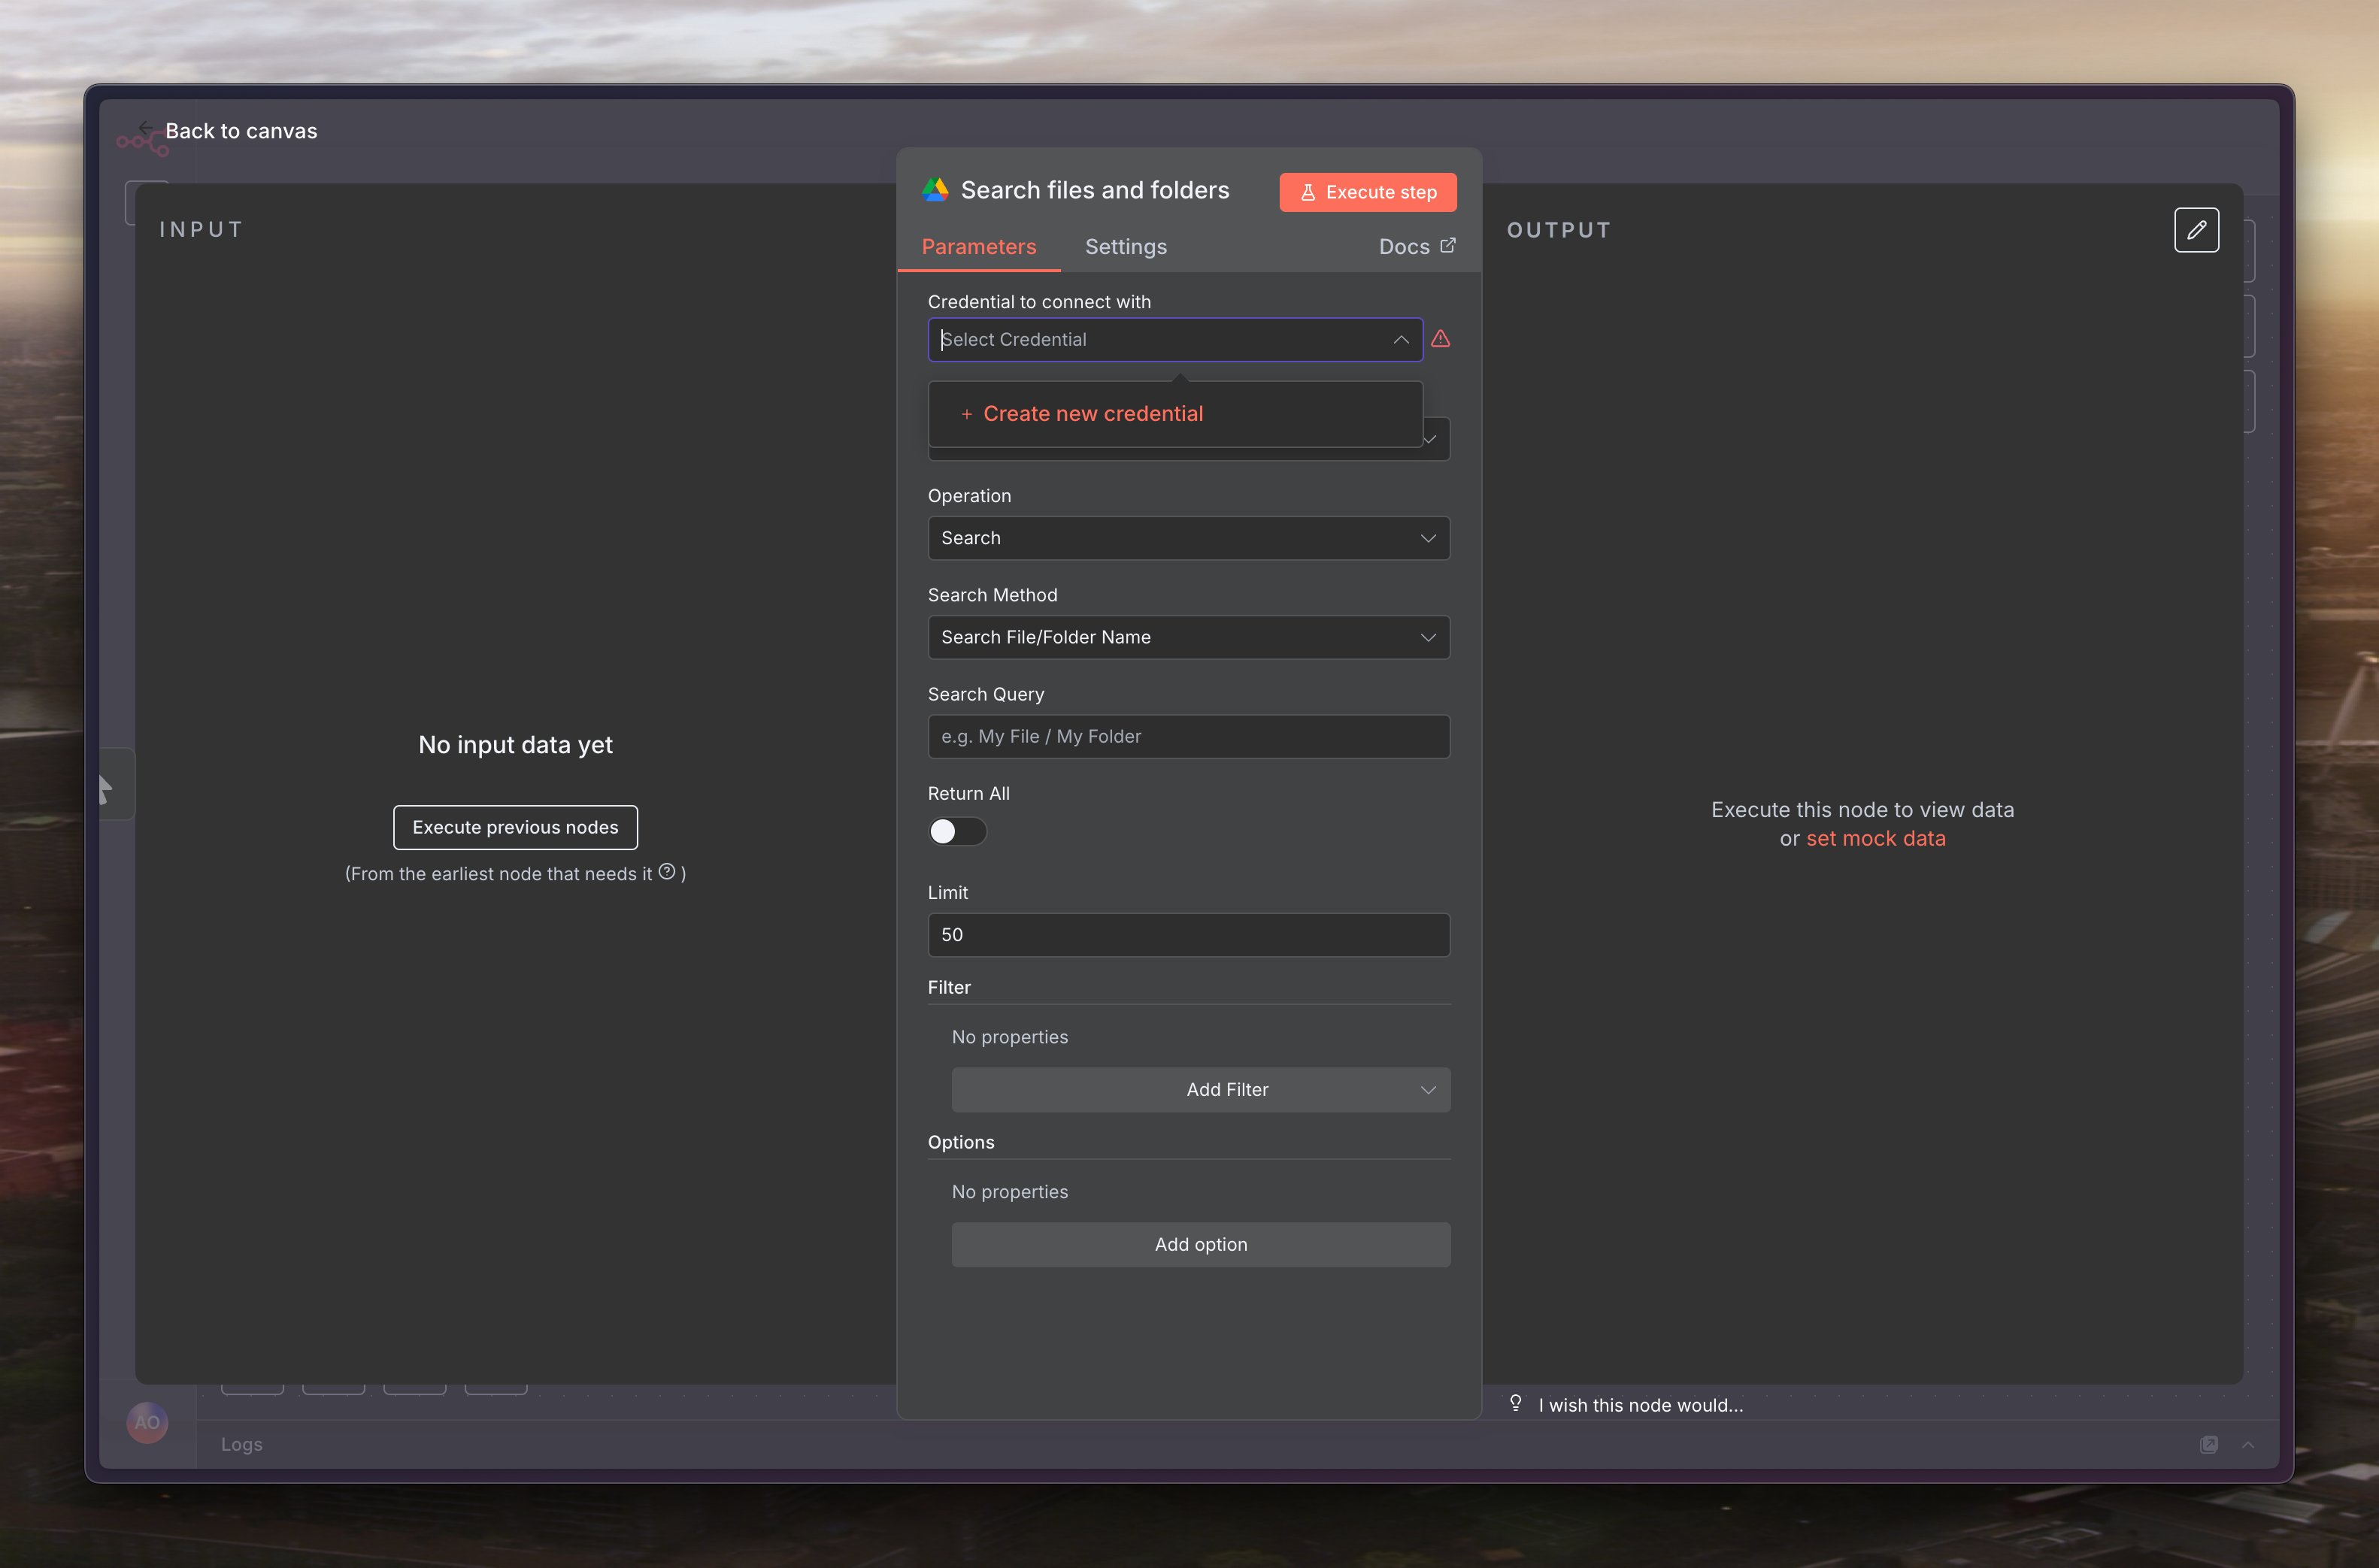 Back to canvas
INPUT
No input data yet
Execute previous nodes
(From the earliest node that needs it ? )
Search files and folders
Execute step
Parameters
Settings
Docs
Credential to connect with
Select Credential
+ Create new credential
Operation
Search
Search Method
Search File/Folder Name
Search Query
e.g. My File / My Folder
Return All
Limit
50
Filter
No properties
Add Filter
Options
No properties
Add option
OUTPUT
Execute this node to view data
or set mock data
I wish this node would...
AO
Logs